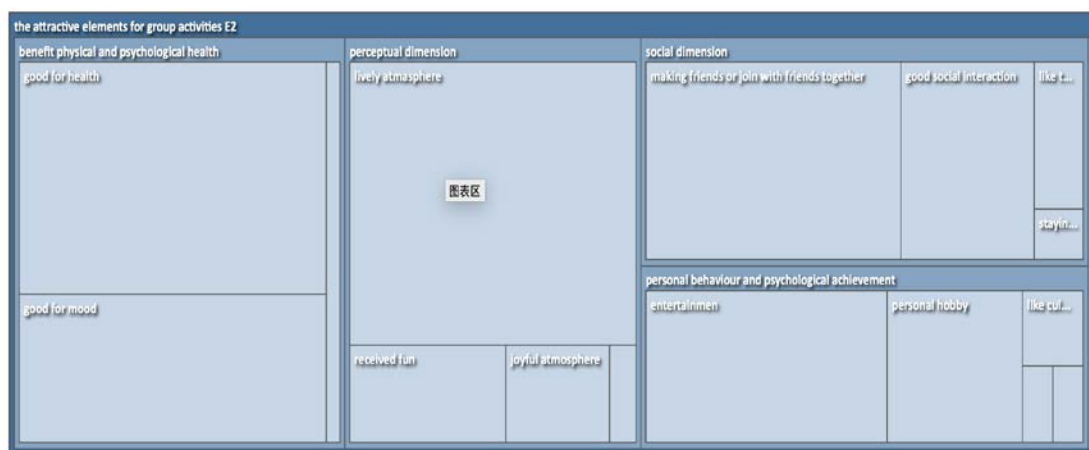 the attractive elements for group activities E2
benefit physical and psychological health
good for health
good for mood
perceptual dimension
lively atmasphere
图表区
received fun
joyful atmosphere
social dimension
making friends or join with friends together
good social interaction
like t...
stayin...
personal behaviour and psychological achievement
entertainmen
personal hobby
like cul...